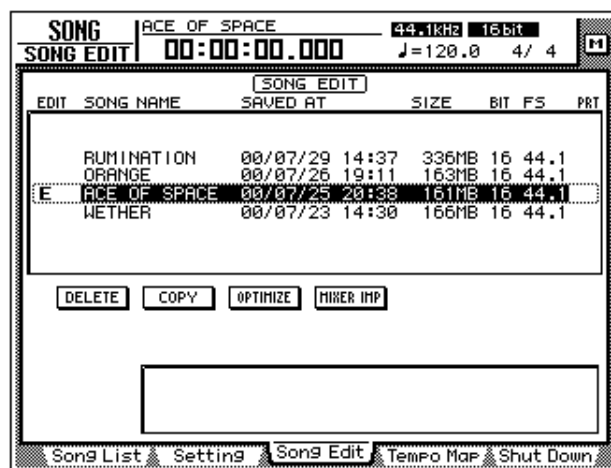 SONG ACE OF SPACE 44.1kHz 16bit
SONG EDIT 00:00:00.000 ♩=120.0 4/ 4 M
SONG EDIT
EDIT SONG NAME SAVED AT SIZE BIT FS PRT
RUMINATION 00/07/29 14:37 336MB 16 44.1
ORANGE 00/07/26 19:11 163MB 16 44.1
E ACE OF SPACE 00/07/25 20:38 161MB 16 44.1
WETHER 00/07/23 14:30 166MB 16 44.1
DELETE COPY OPTIMIZE MIXER IMP
Song List Setting Song Edit Tempo Map Shut Down